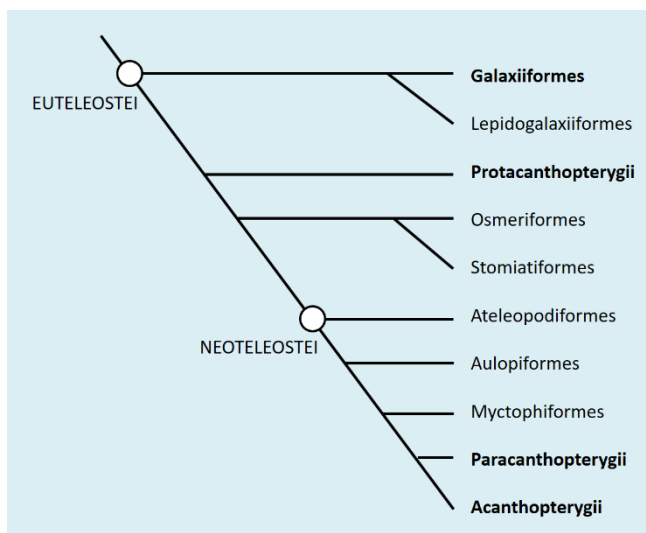 Galaxiiformes
EUTELEOSTEI
Lepidogalaxiiformes
Protacanthopterygii
Osmeriformes
Stomiatiformes
Ateleopodiformes
NEOTELEOSTEI
Aulopiformes
Myctophiformes
Paracanthopterygii
Acanthopterygii